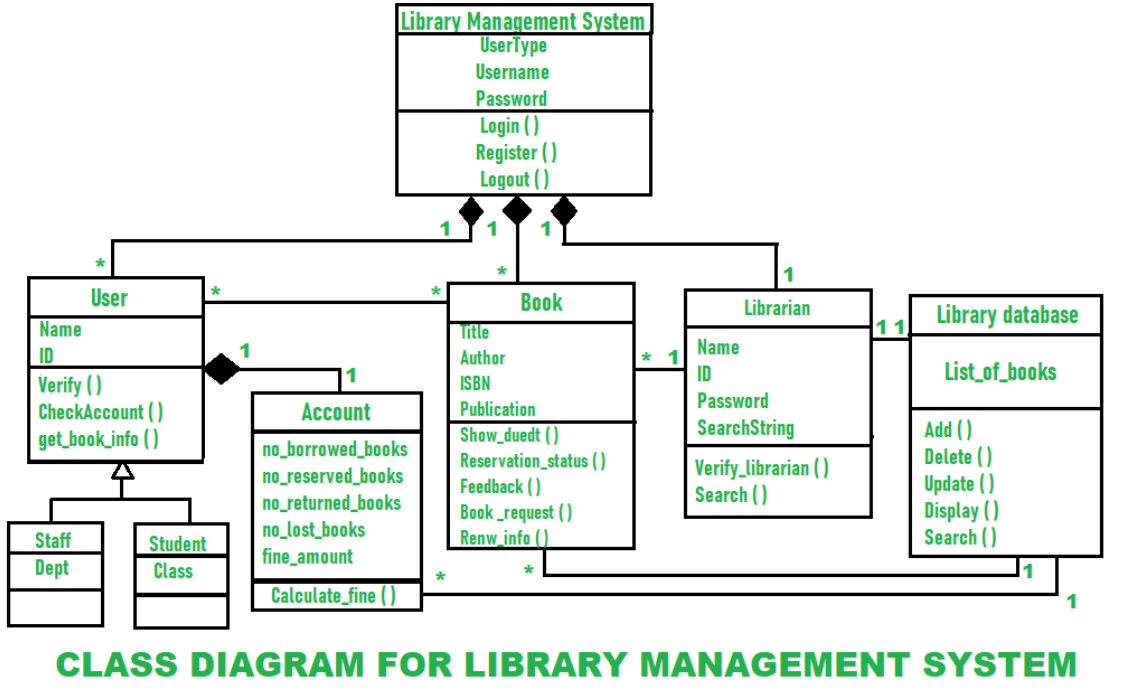 Library Management System
UserType
Username
Password
Login ( )
Register ( )
Logout ( )
1
1
1
*
*
1
User
Name
ID
Verify ( )
CheckAccount ( )
get_book_info ( )
*
*
Book
Title
Author
ISBN
Publication
Show_duedt ( )
Reservation_status ( )
Feedback ( )
Book _request ( )
Renw_info ( )
Librarian
Name
ID
Password
SearchString
Verify_librarian ( )
Search ( )
*
1
1
1
Library database
List_of_books
Add ( )
Delete ( )
Update ( )
Display ( )
Search ( )
1
1
Account
no_borrowed_books
no_reserved_books
no_returned_books
no_lost_books
fine_amount
Calculate_fine ( )
Staff
Dept
Student
Class
*
*
1
1
CLASS DIAGRAM FOR LIBRARY MANAGEMENT SYSTEM